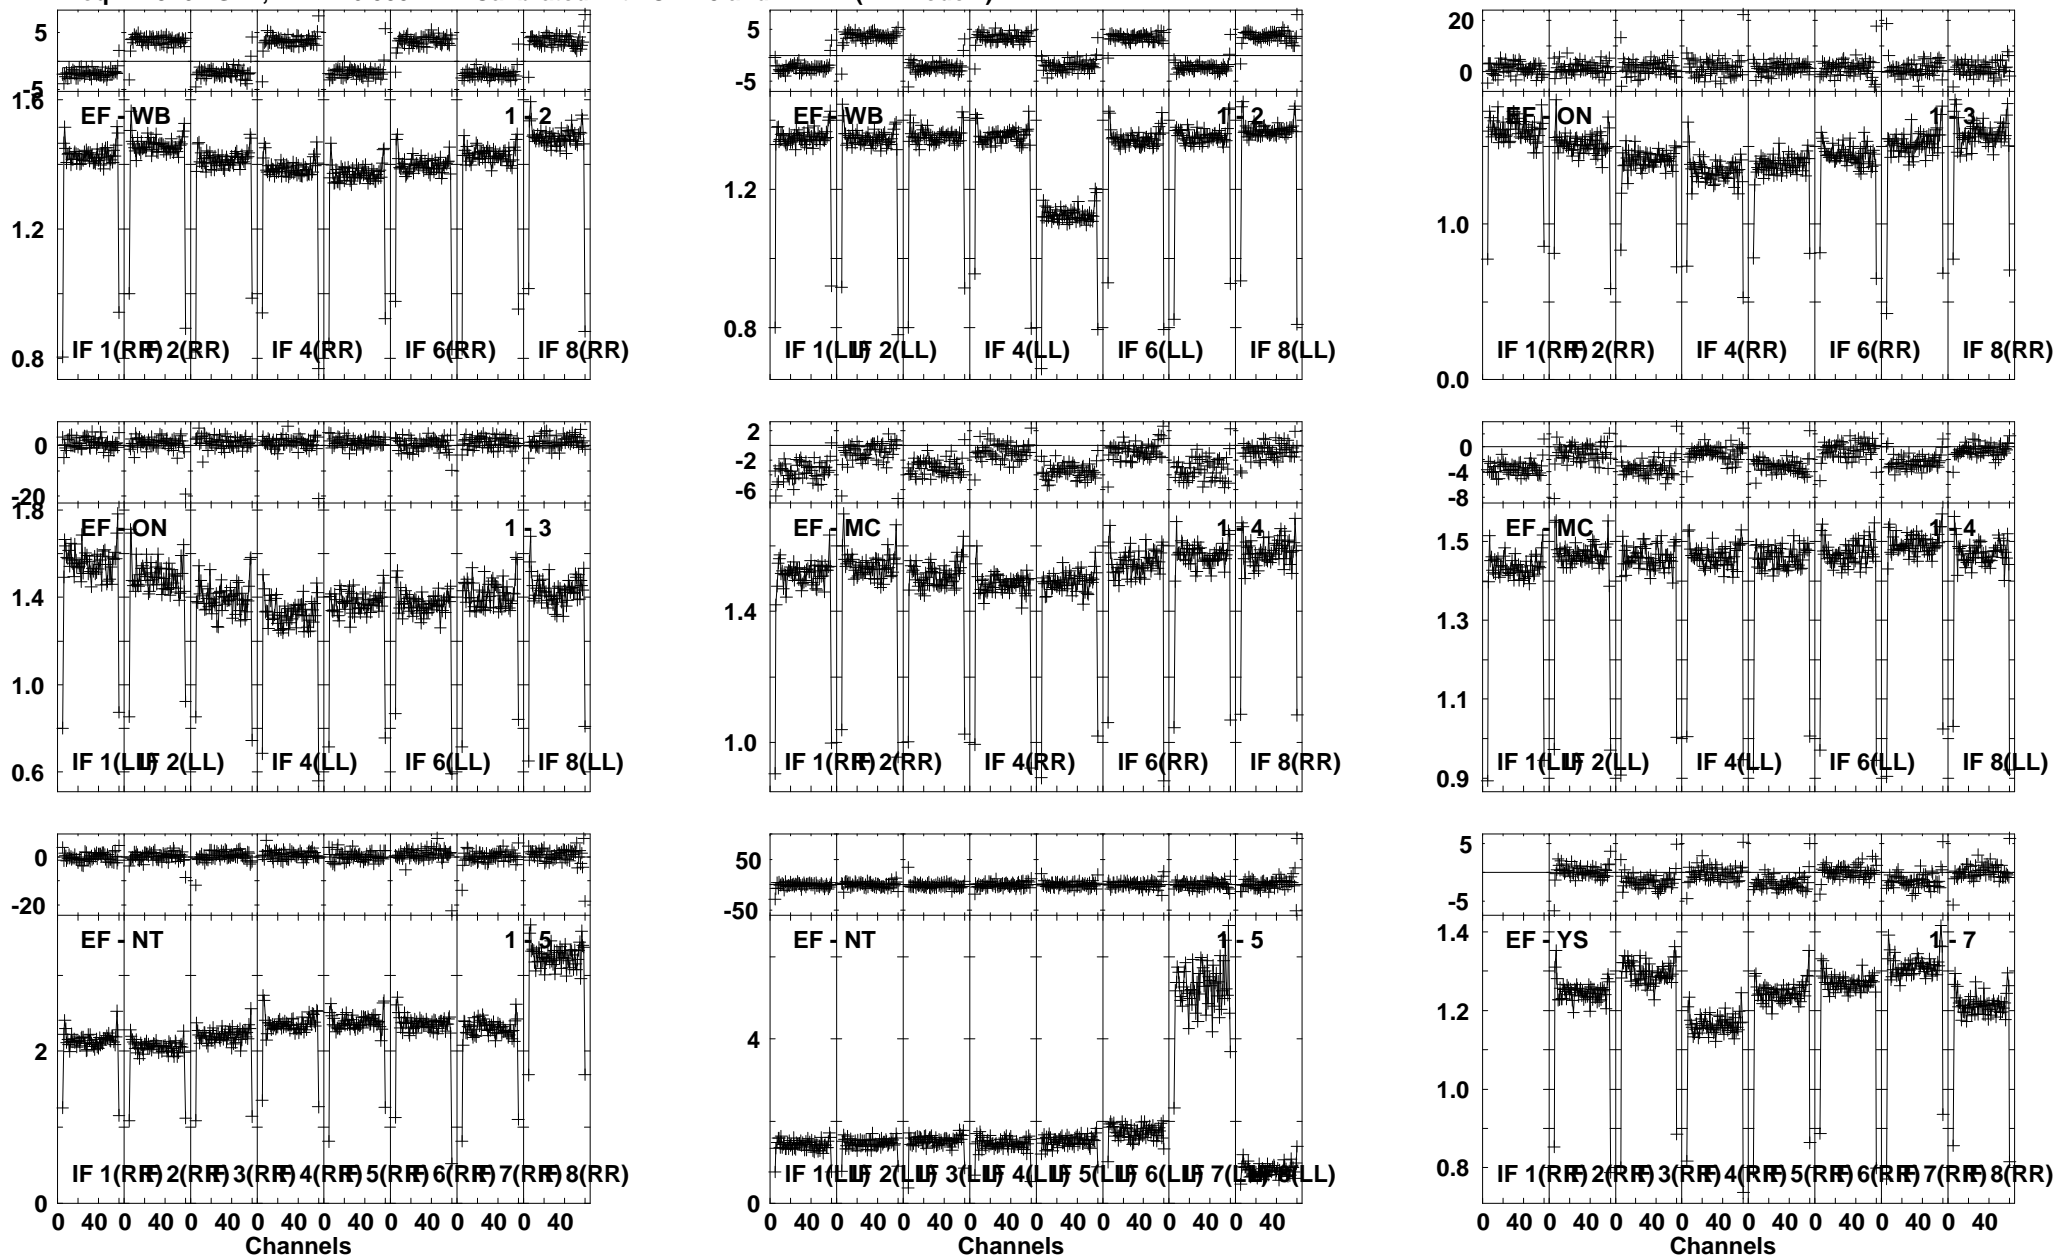 5
-5
1.6
EF - WB
1 - 2
1.2
0.8
IF 1(RR)
IF 2(RR)
IF 4(RR)
IF 6(RR)
IF 8(RR)
5
-5
EF - WB
1 - 2
1.2
0.8
IF 1(LL)
IF 2(LL)
IF 4(LL)
IF 6(LL)
IF 8(LL)
20
0
EF - ON
1 - 3
1.0
0.0
IF 1(RR)
IF 2(RR)
IF 4(RR)
IF 6(RR)
IF 8(RR)
0
-20
1.8
EF - ON
1 - 3
1.4
1.0
0.6
IF 1(LL)
IF 2(LL)
IF 4(LL)
IF 6(LL)
IF 8(LL)
2
-2
-6
EF - MC
1 - 4
1.4
1.0
IF 1(RR)
IF 2(RR)
IF 4(RR)
IF 6(RR)
IF 8(RR)
0
-4
-8
EF - MC
1 - 4
1.5
1.3
1.1
0.9
IF 1(LL)
IF 2(LL)
IF 4(LL)
IF 6(LL)
IF 8(LL)
0
-20
EF - NT
1 - 5
2
0
IF 1(RR)
IF 2(RR)
IF 3(RR)
IF 4(RR)
IF 5(RR)
IF 6(RR)
IF 7(RR)
IF 8(RR)
0 40 0 40 0 40 0 40 0 40 0 40 0 40 0 40
Channels
50
-50
EF - NT
1 - 5
4
0
IF 1(LL)
IF 2(LL)
IF 3(LL)
IF 4(LL)
IF 5(LL)
IF 6(LL)
IF 7(LL)
IF 8(LL)
0 40 0 40 0 40 0 40 0 40 0 40 0 40 0 40
Channels
5
-5
EF - YS
1 - 7
1.4
1.2
1.0
0.8
IF 1(RR)
IF 2(RR)
IF 3(RR)
IF 4(RR)
IF 5(RR)
IF 6(RR)
IF 7(RR)
IF 8(RR)
0 40 0 40 0 40 0 40 0 40 0 40 0 40 0 40
Channels